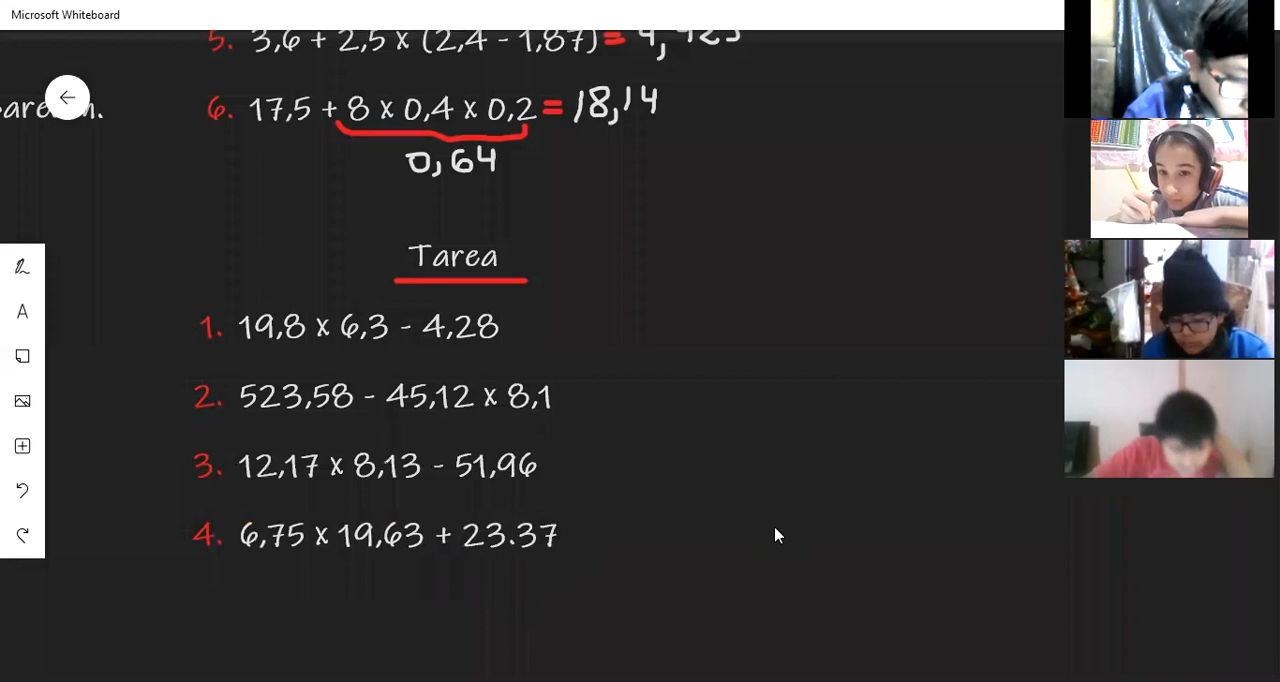 Microsoft Whiteboard
5. 3,6 + 2,5 x (2,4 - 1,87) = 4,925
6. 17,5 + 8 x 0,4 x 0,2 = 18,14
0,64
Tarea
1. 19,8 x 6,3 - 4,28
2. 523,58 - 45,12 x 8,1
3. 12,17 x 8,13 - 51,96
4. 6,75 x 19,63 + 23.37